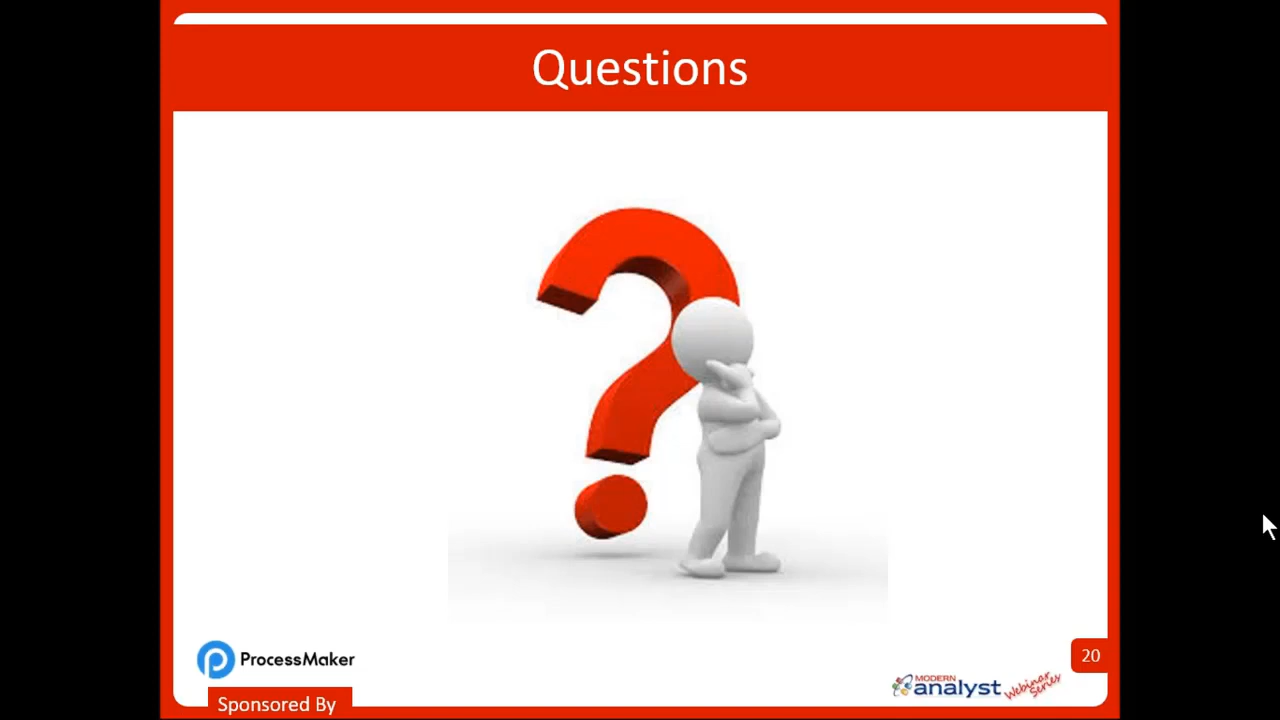 Questions
ProcessMaker
20
MODERN
analyst Webinar
Series
Sponsored By